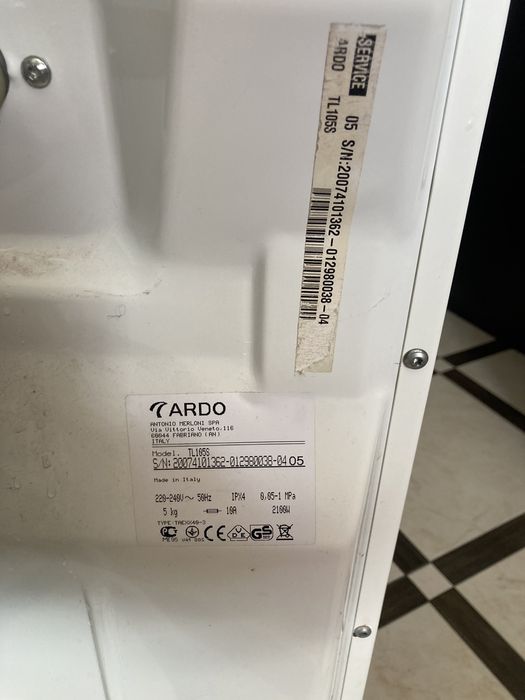 SERVICE 05 S/N:20074101362-012980038-04
ARDO TL105S
ARDO
ANTONIO MERLONI SPA
Via Vittorio Veneto,116
60044 FABRIANO (AN)
ITALY
Model. TL105S
S/N: 20074101362-012980038-04 05
Made in Italy
220-240V~ 50Hz IPX4 0.05-1 MPa
5 kg 10A 2100W
ME05